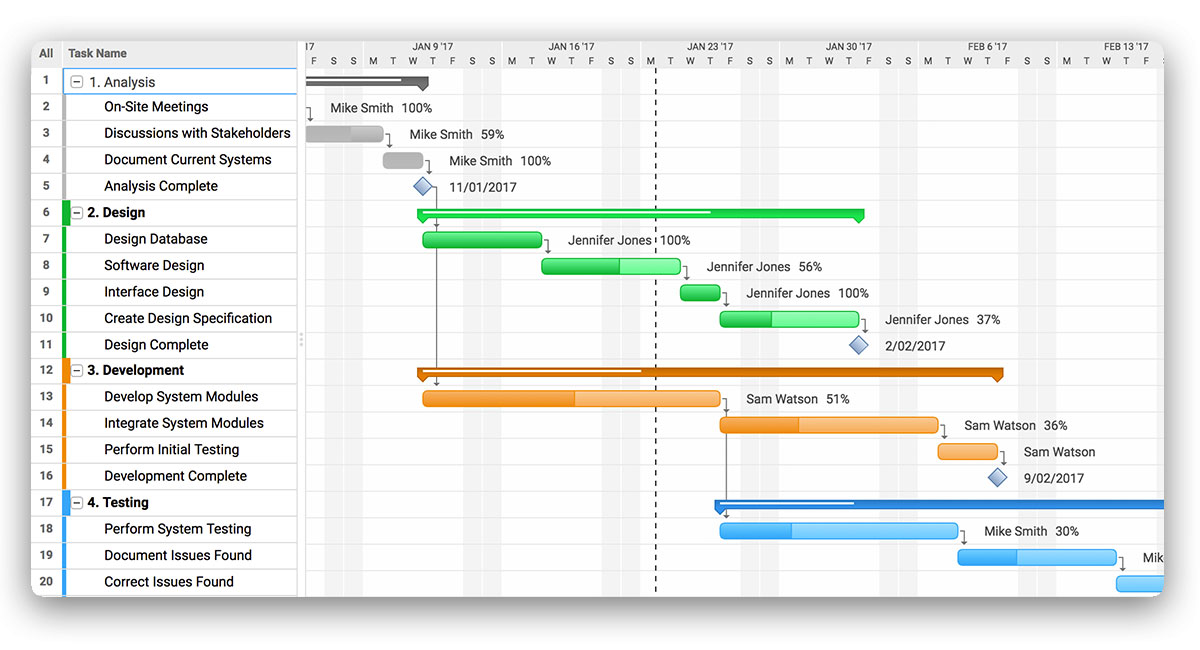 All Task Name 17 JAN 9 '17 JAN 16 '17 JAN 23 '17 JAN 30 '17 FEB 6 '17 FEB 13 '17
F S S M T W T F S S M T W T F S S M T W T F S S M T W T F S S M T W T F S S M T W T F
1 1. Analysis
2 On-Site Meetings Mike Smith 100%
3 Discussions with Stakeholders Mike Smith 59%
4 Document Current Systems Mike Smith 100%
5 Analysis Complete 11/01/2017
6 2. Design
7 Design Database Jennifer Jones 100%
8 Software Design Jennifer Jones 56%
9 Interface Design Jennifer Jones 100%
10 Create Design Specification Jennifer Jones 37%
11 Design Complete 2/02/2017
12 3. Development
13 Develop System Modules Sam Watson 51%
14 Integrate System Modules Sam Watson 36%
15 Perform Initial Testing Sam Watson
16 Development Complete 9/02/2017
17 4. Testing
18 Perform System Testing Mike Smith 30%
19 Document Issues Found Mik
20 Correct Issues Found